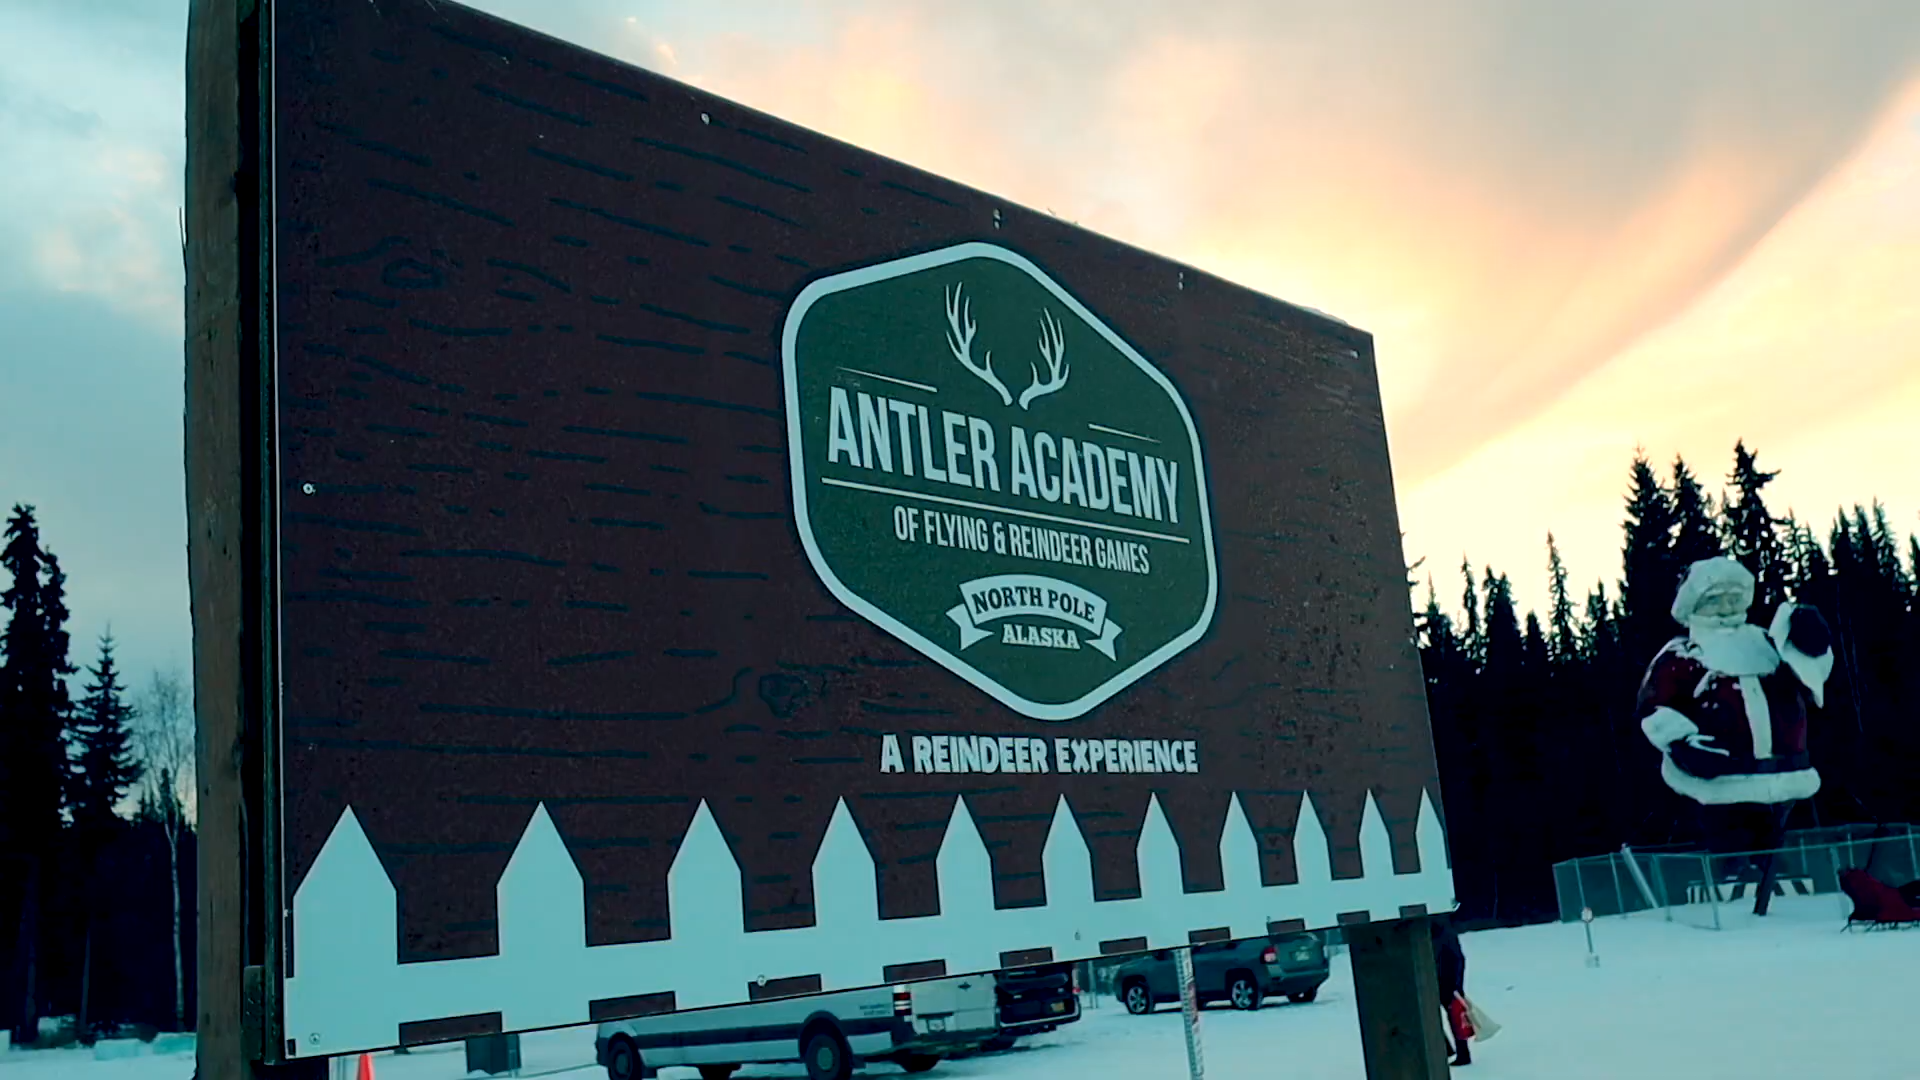 ANTLER ACADEMY
OF FLYING & REINDEER GAMES
NORTH POLE
ALASKA
A REINDEER EXPERIENCE